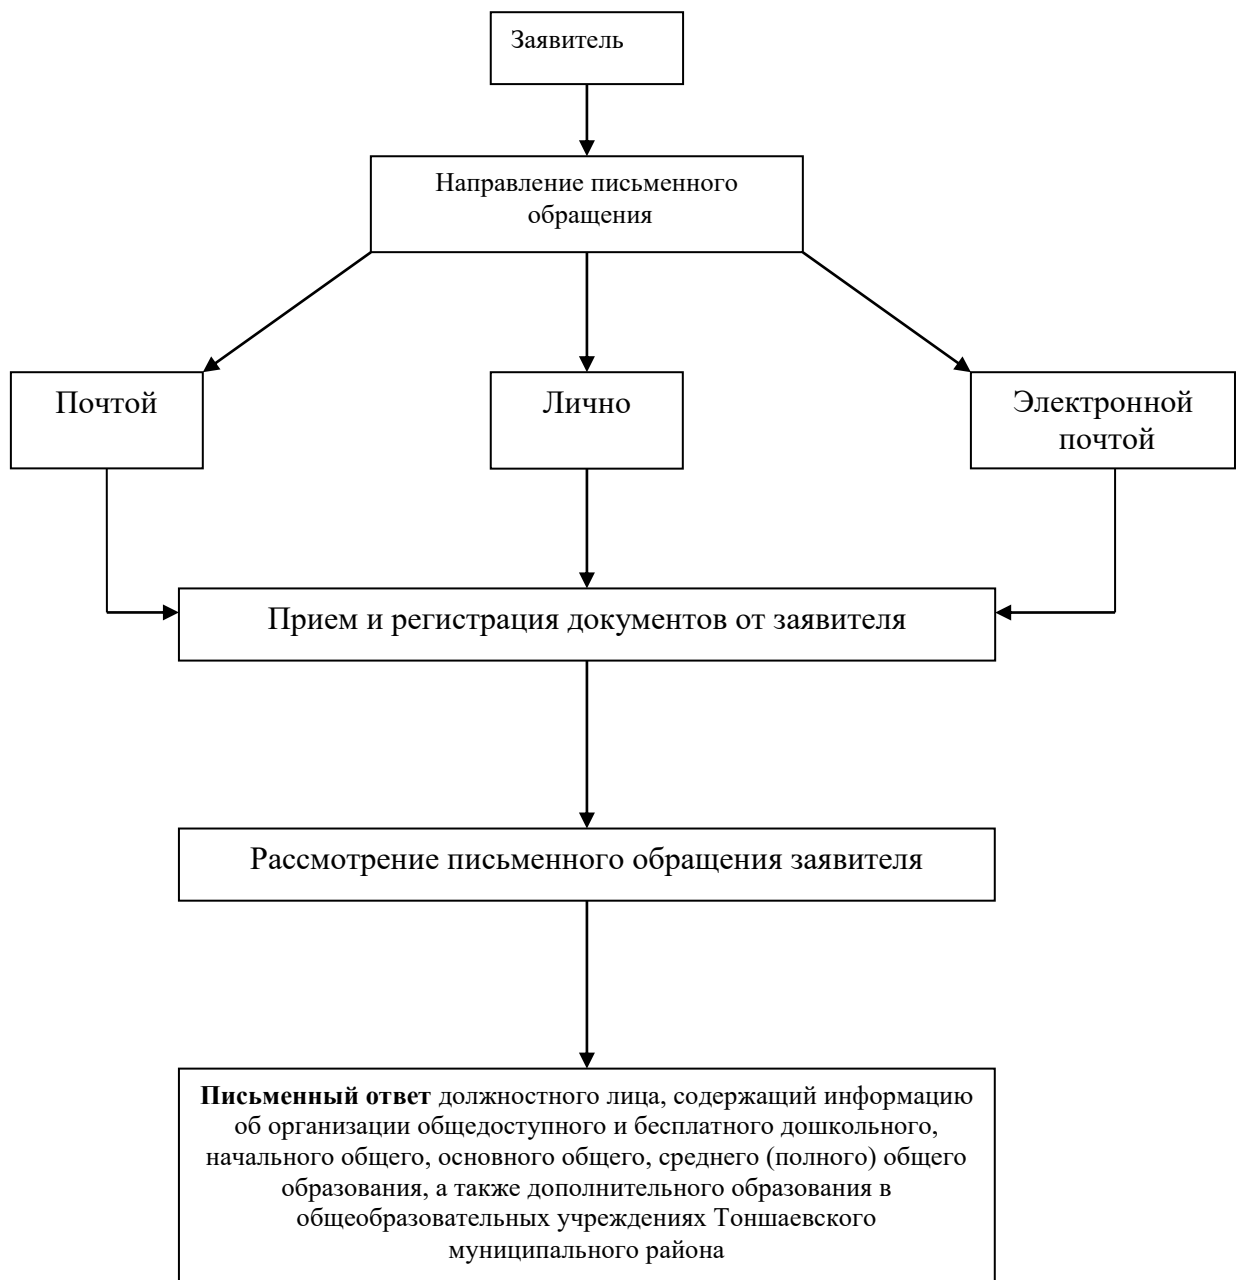 Заявитель
Направление письменного
обращения
Почтой
Лично
Электронной
почтой
Прием и регистрация документов от заявителя
Рассмотрение письменного обращения заявителя
Письменный ответ должностного лица, содержащий информацию
об организации общедоступного и бесплатного дошкольного,
начального общего, основного общего, среднего (полного) общего
образования, а также дополнительного образования в
общеобразовательных учреждениях Тоншаевского
муниципального района